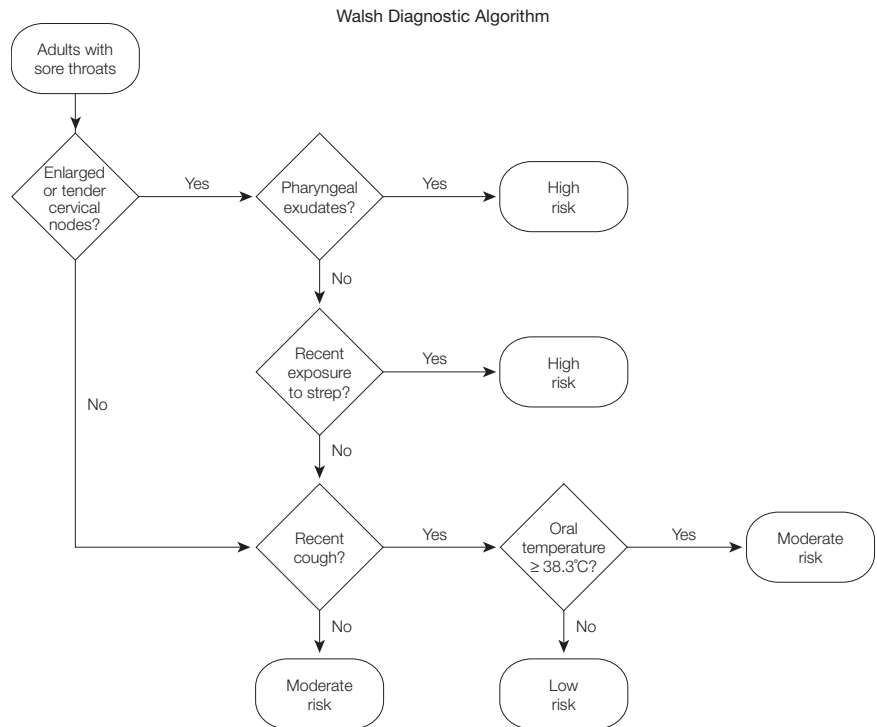 Walsh Diagnostic Algorithm
Adults with
sore throats
Enlarged
or tender
cervical
nodes?
Yes
Pharyngeal
exudates?
Yes
High
risk
No
Recent
exposure
to strep?
Yes
High
risk
No
No
Recent
cough?
Yes
Oral
temperature
≥ 38.3°C?
Yes
Moderate
risk
No
Moderate
risk
No
Low
risk